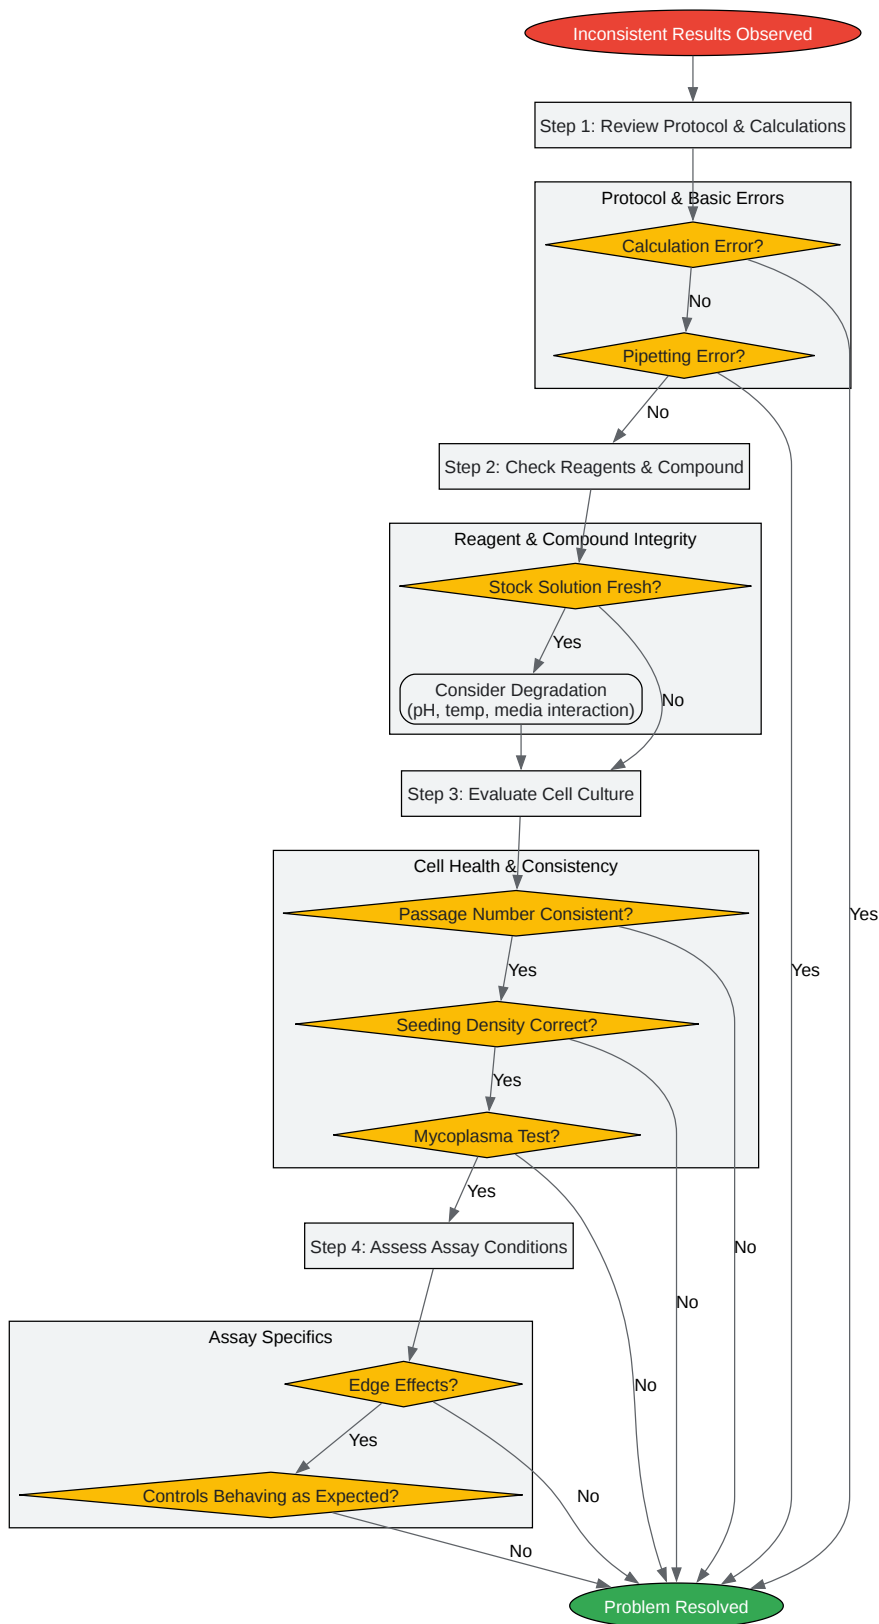 Inconsistent Results Observed
Step 1: Review Protocol & Calculations
Protocol & Basic Errors
Calculation Error?
No
Pipetting Error?
No
Step 2: Check Reagents & Compound
Reagent & Compound Integrity
Stock Solution Fresh?
Yes
Consider Degradation
(pH, temp, media interaction)
No
Step 3: Evaluate Cell Culture
Cell Health & Consistency
Passage Number Consistent?
Yes
Yes
Yes
Seeding Density Correct?
Yes
Mycoplasma Test?
Yes
Step 4: Assess Assay Conditions
No
No
Assay Specifics
Edge Effects?
No
Yes
Controls Behaving as Expected?
No
No
Problem Resolved